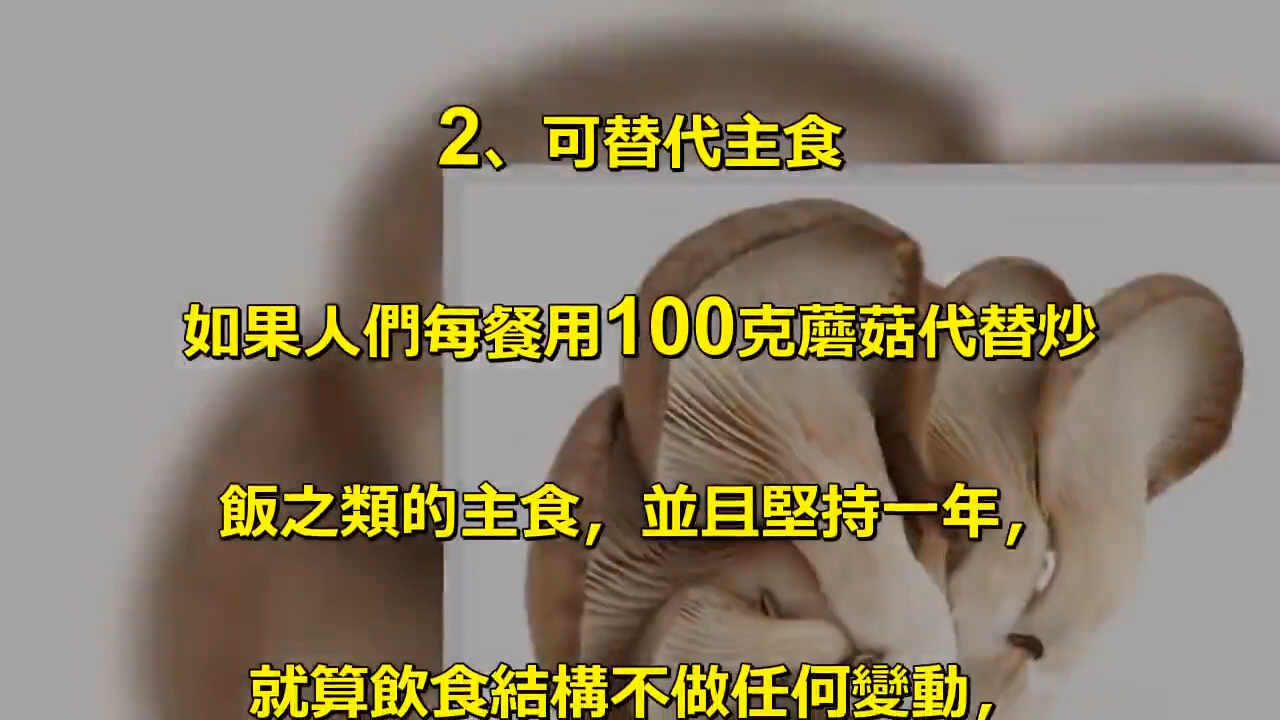 2、可替代主食
如果人們每餐用100克蘑菇代替炒
飯之類的主食，並且堅持一年，
就算飲食結構不做任何變動，